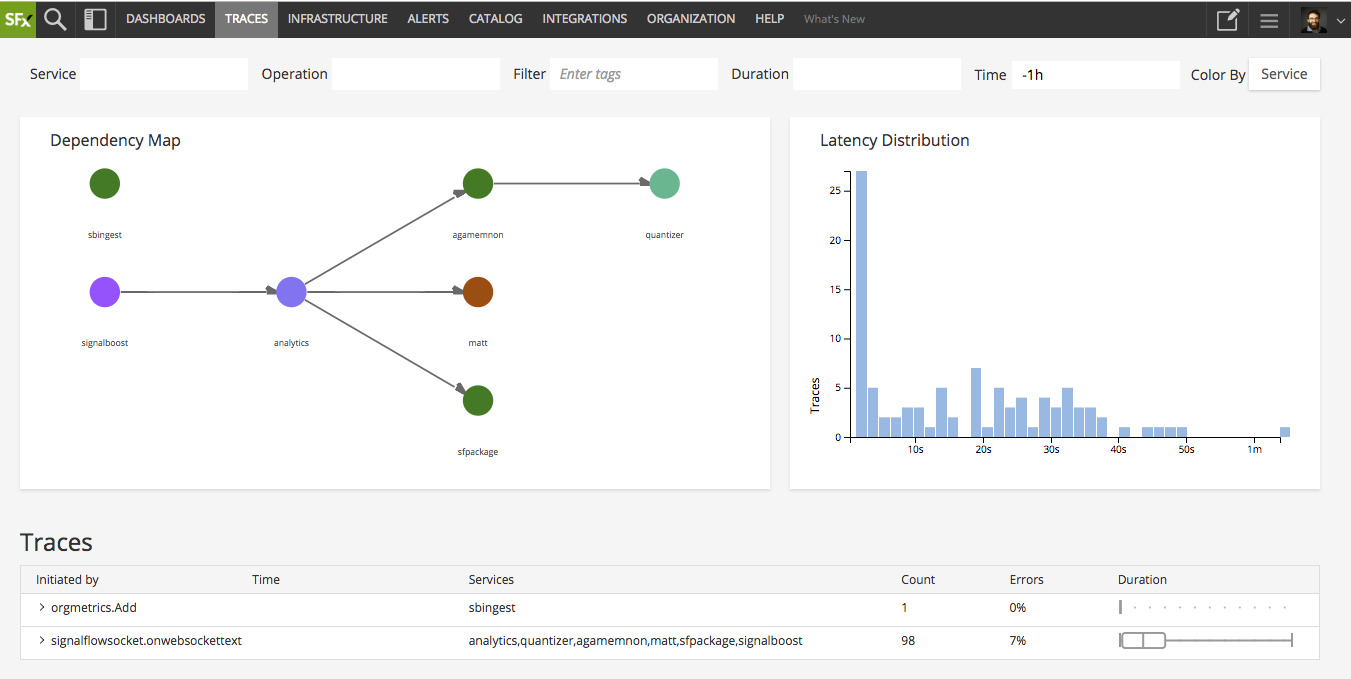 SFx DASHBOARDS TRACES INFRASTRUCTURE ALERTS CATALOG INTEGRATIONS ORGANIZATION HELP What's New
Service Operation Filter Enter tags Duration Time -1h Color By Service
Dependency Map
sbingest agamemnon quantizer
signalboost analytics matt
sfpackage
Latency Distribution
25
20
15
10
5
0
Traces
10s 20s 30s 40s 50s 1m
Traces
Initiated by Time Services Count Errors Duration
orgmetrics.Add sbingest 1 0%
signalflowsocket.onwebsockettext analytics,quantizer,agamemnon,matt,sfpackage,signalboost 98 7%